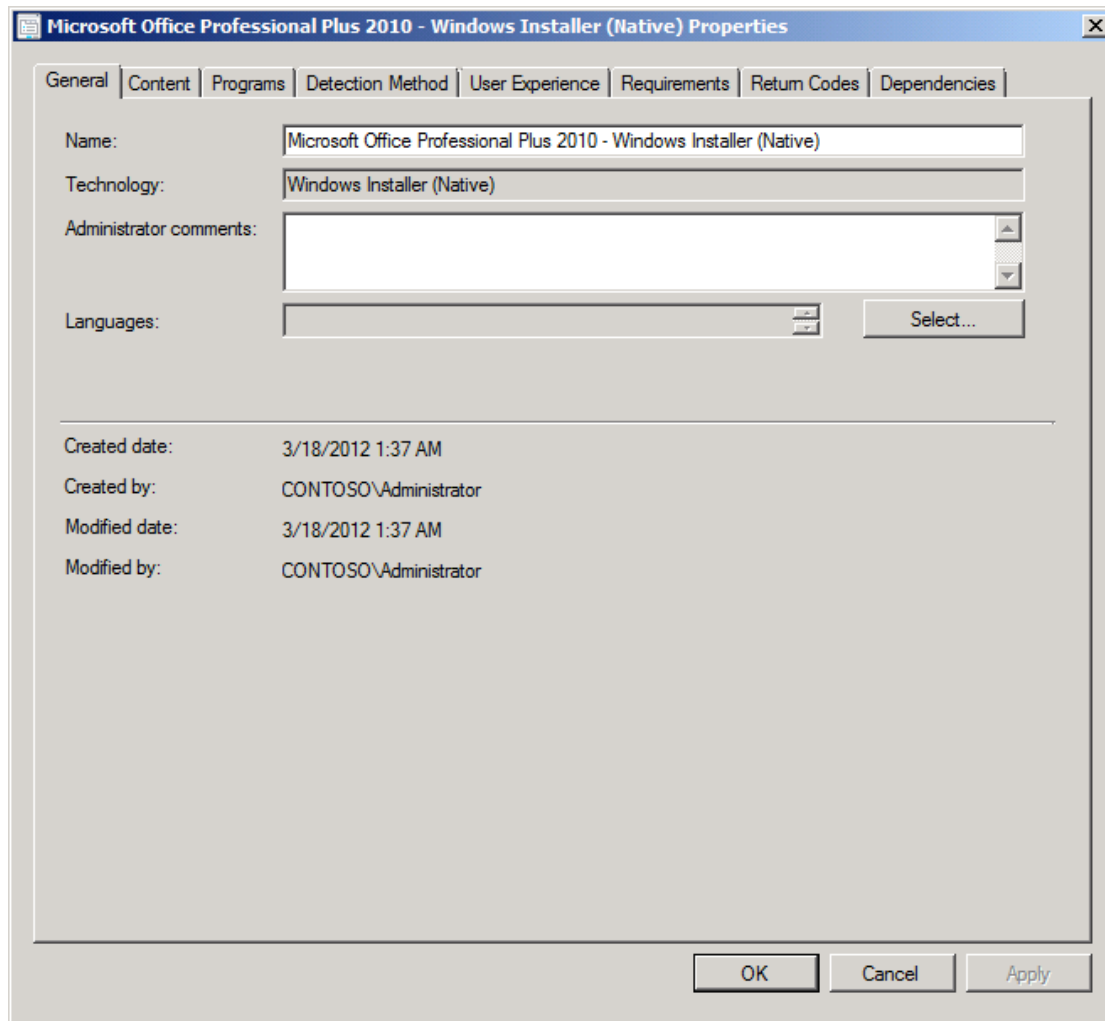 Microsoft Office Professional Plus 2010 - Windows Installer (Native) Properties
General Content Programs Detection Method User Experience Requirements Return Codes Dependencies
Name: Microsoft Office Professional Plus 2010 - Windows Installer (Native)
Technology: Windows Installer (Native)
Administrator comments:
Languages: Select...
Created date: 3/18/2012 1:37 AM
Created by: CONTOSO\Administrator
Modified date: 3/18/2012 1:37 AM
Modified by: CONTOSO\Administrator
OK Cancel Apply